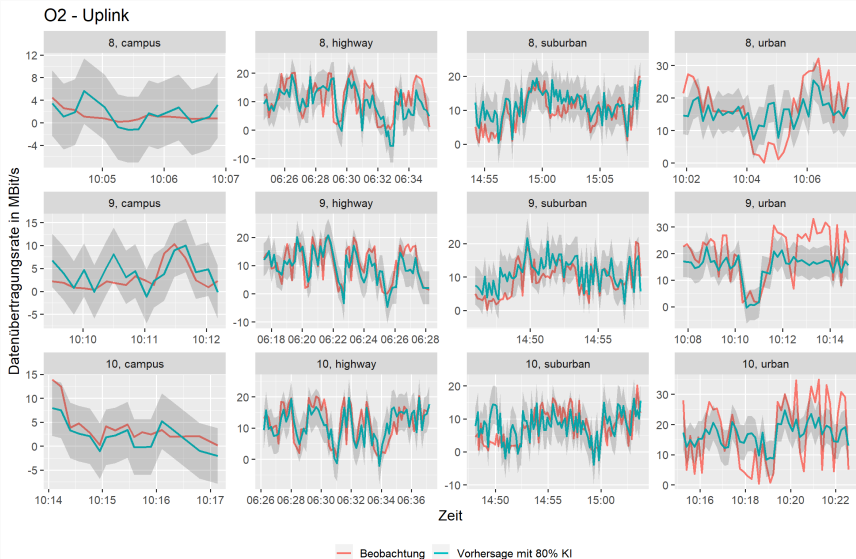 O2 - Uplink
8, campus
8, highway
8, suburban
8, urban
12
8
4
0
-4
20
10
0
-10
20
10
0
30
20
10
0
10:05 10:06 10:07
06:26 06:28 06:30 06:32 06:34
14:55 15:00 15:05
10:02 10:04 10:06
9, campus
9, highway
9, suburban
9, urban
15
10
5
0
-5
20
10
0
-10
20
10
0
30
20
10
0
10:10 10:11 10:12
06:18 06:20 06:22 06:24 06:26 06:28
14:50 14:55
10:08 10:10 10:12 10:14
10, campus
10, highway
10, suburban
10, urban
15
10
5
0
-5
20
10
0
20
10
0
-10
30
20
10
0
10:14 10:15 10:16 10:17
06:26 06:28 06:30 06:32 06:34 06:36
14:50 14:55 15:00
10:16 10:18 10:20 10:22
Datenübertragungsrate in MBit/s
Zeit
Beobachtung Vorhersage mit 80% KI